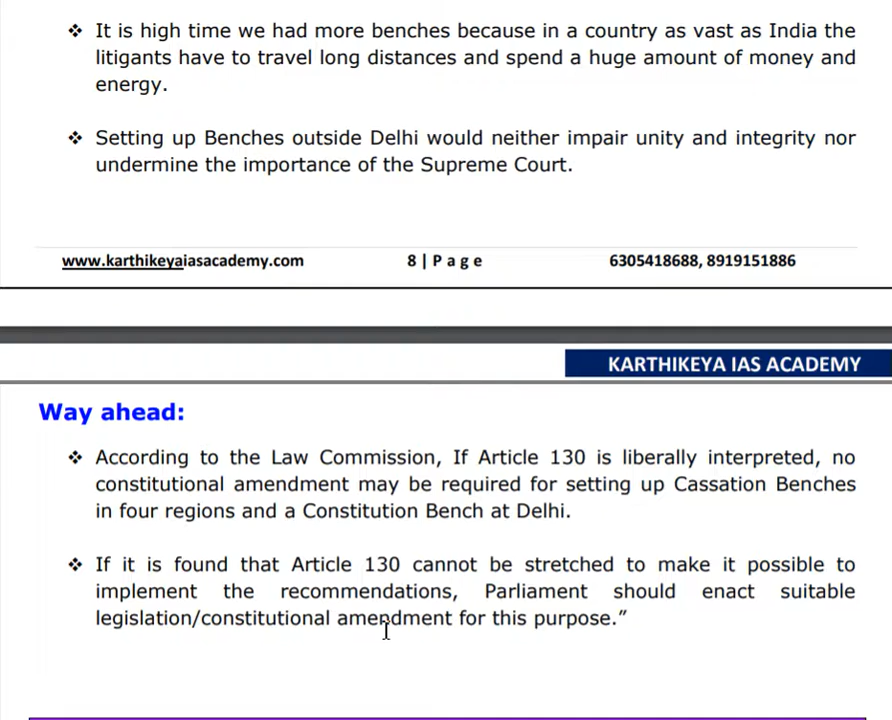 ❖ It is high time we had more benches because in a country as vast as India the
litigants have to travel long distances and spend a huge amount of money and
energy.
❖ Setting up Benches outside Delhi would neither impair unity and integrity nor
undermine the importance of the Supreme Court.
www.karthikeyaiasacademy.com 8 | P a g e 6305418688, 8919151886
KARTHIKEYA IAS ACADEMY
Way ahead:
❖ According to the Law Commission, If Article 130 is liberally interpreted, no
constitutional amendment may be required for setting up Cassation Benches
in four regions and a Constitution Bench at Delhi.
❖ If it is found that Article 130 cannot be stretched to make it possible to
implement the recommendations, Parliament should enact suitable
legislation/constitutional amendment for this purpose.”